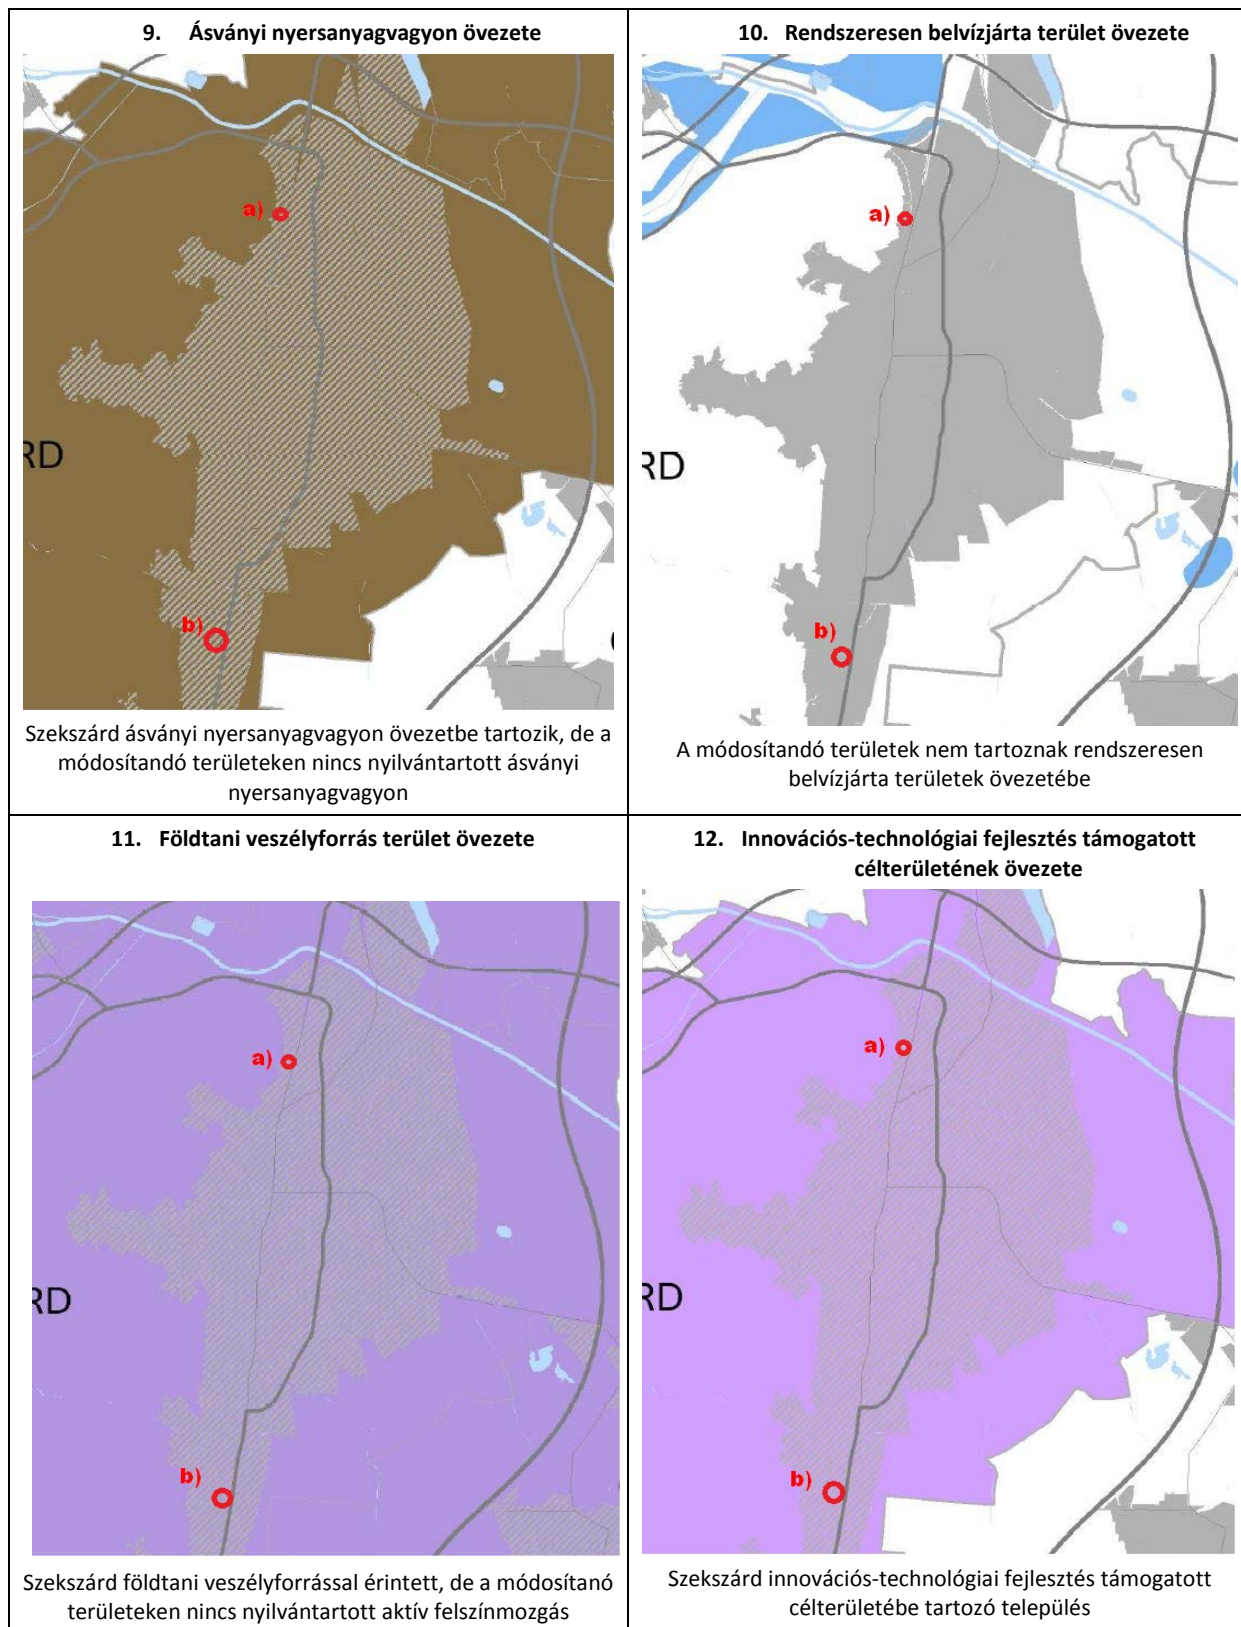 9. Ásványi nyersanyagvagyon övezete
a)
RD
b)
Szekszárd ásványi nyersanyagvagyon övezetbe tartozik, de a
módosítandó területeken nincs nyilvántartott ásványi
nyersanyagvagyon
10. Rendszeresen belvízjárta terület övezete
a)
RD
b)
A módosítandó területek nem tartoznak rendszeresen
belvízjárta területek övezetébe
11. Földtani veszélyforrás terület övezete
a)
RD
b)
Szekszárd földtani veszélyforrással érintett, de a módosítanó
területeken nincs nyilvántartott aktív felszínmozgás
12. Innovációs-technológiai fejlesztés támogatott
célterületének övezete
a)
RD
b)
Szekszárd innovációs-technológiai fejlesztés támogatott
célterületébe tartozó település